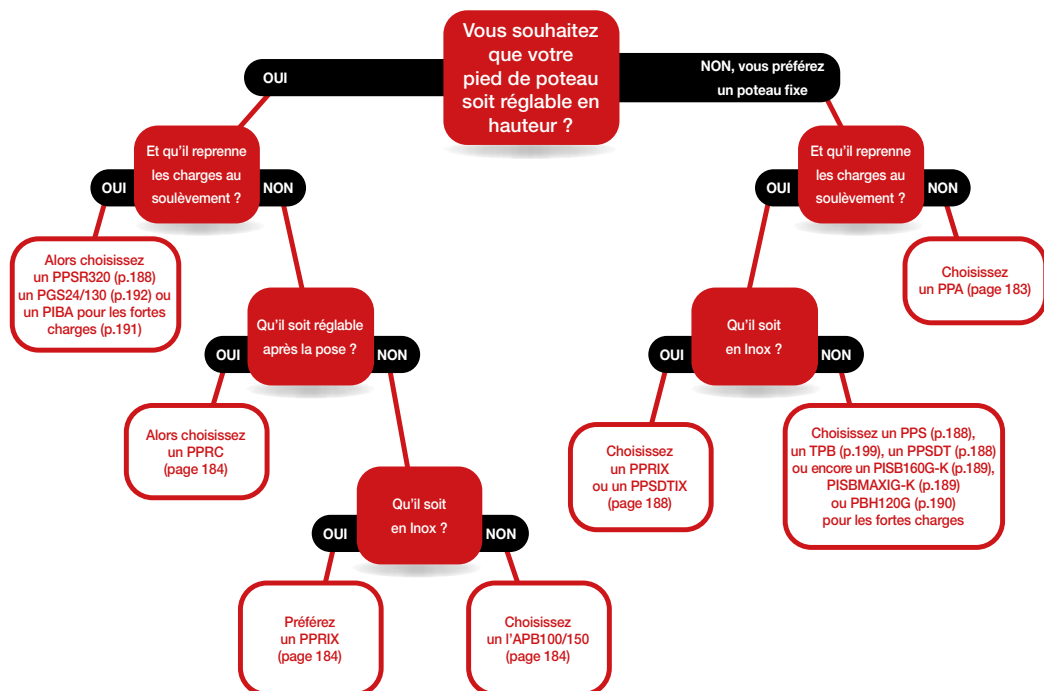 Vous souhaitez
que votre
pied de poteau
soit réglable en
hauteur ?
OUI
NON, vous préférez
un poteau fixe
Et qu'il reprenne
les charges au
soulèvement ?
OUI
NON
Et qu'il reprenne
les charges au
soulèvement ?
OUI
NON
Alors choisissez
un PPSR320 (p.188)
un PGS24/130 (p.192) ou
un PIBA pour les fortes
charges (p.191)
Choisissez
un PPA (page 183)
Qu'il soit réglable
après la pose ?
OUI
NON
Qu'il soit
en Inox ?
OUI
NON
Alors choisissez
un PPRC
(page 184)
Choisissez
un PPRIX
ou un PPSDTIX
(page 188)
Choisissez un PPS (p.188),
un TPB (p.199), un PPSDT (p.188)
ou encore un PISB160G-K (p.189),
PISBMAXIG-K (p.189)
ou PBH120G (p.190)
pour les fortes charges
Qu'il soit
en Inox ?
OUI
NON
Préférez
un PPRIX
(page 184)
Choisissez
un l'APB100/150
(page 184)